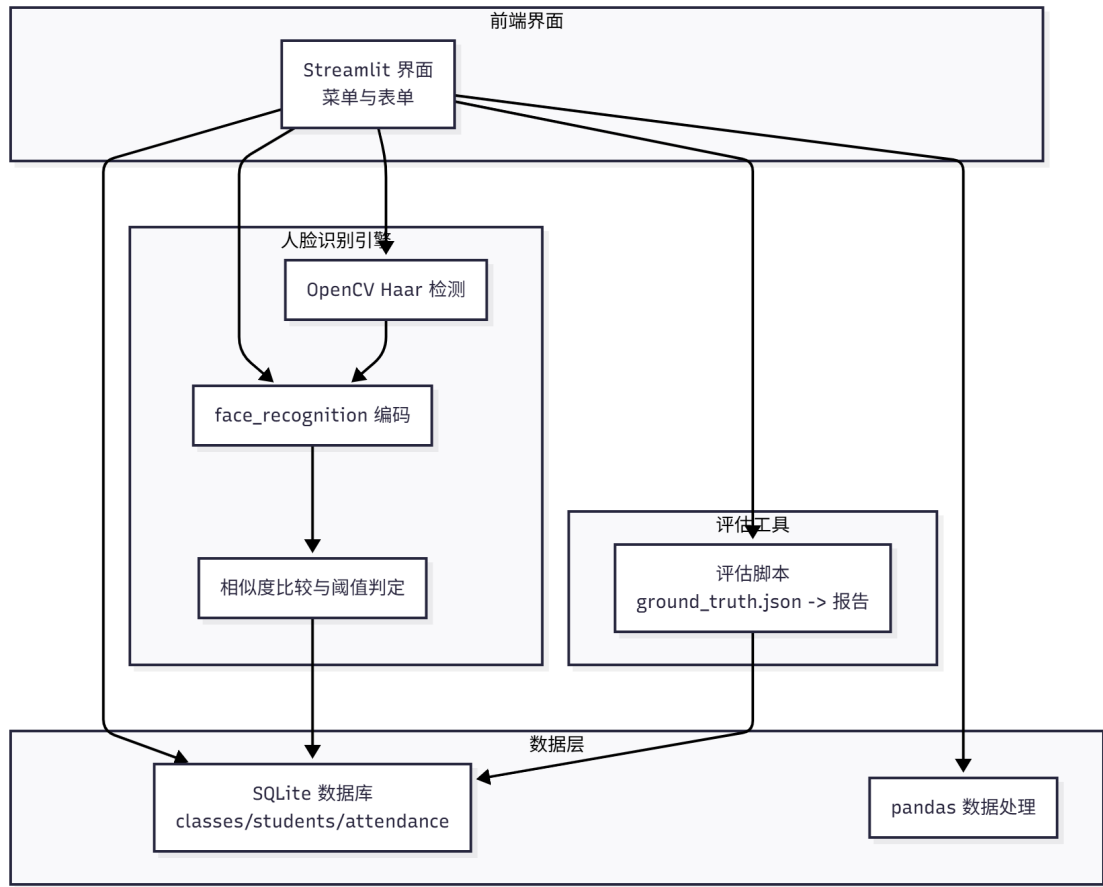 前端界面
Streamlit 界面
菜单与表单
人脸识别引擎
OpenCV Haar 检测
face_recognition 编码
相似度比较与阈值判定
评估工具
评估脚本
ground_truth.json -> 报告
数据层
SQLite 数据库
classes/students/attendance
pandas 数据处理